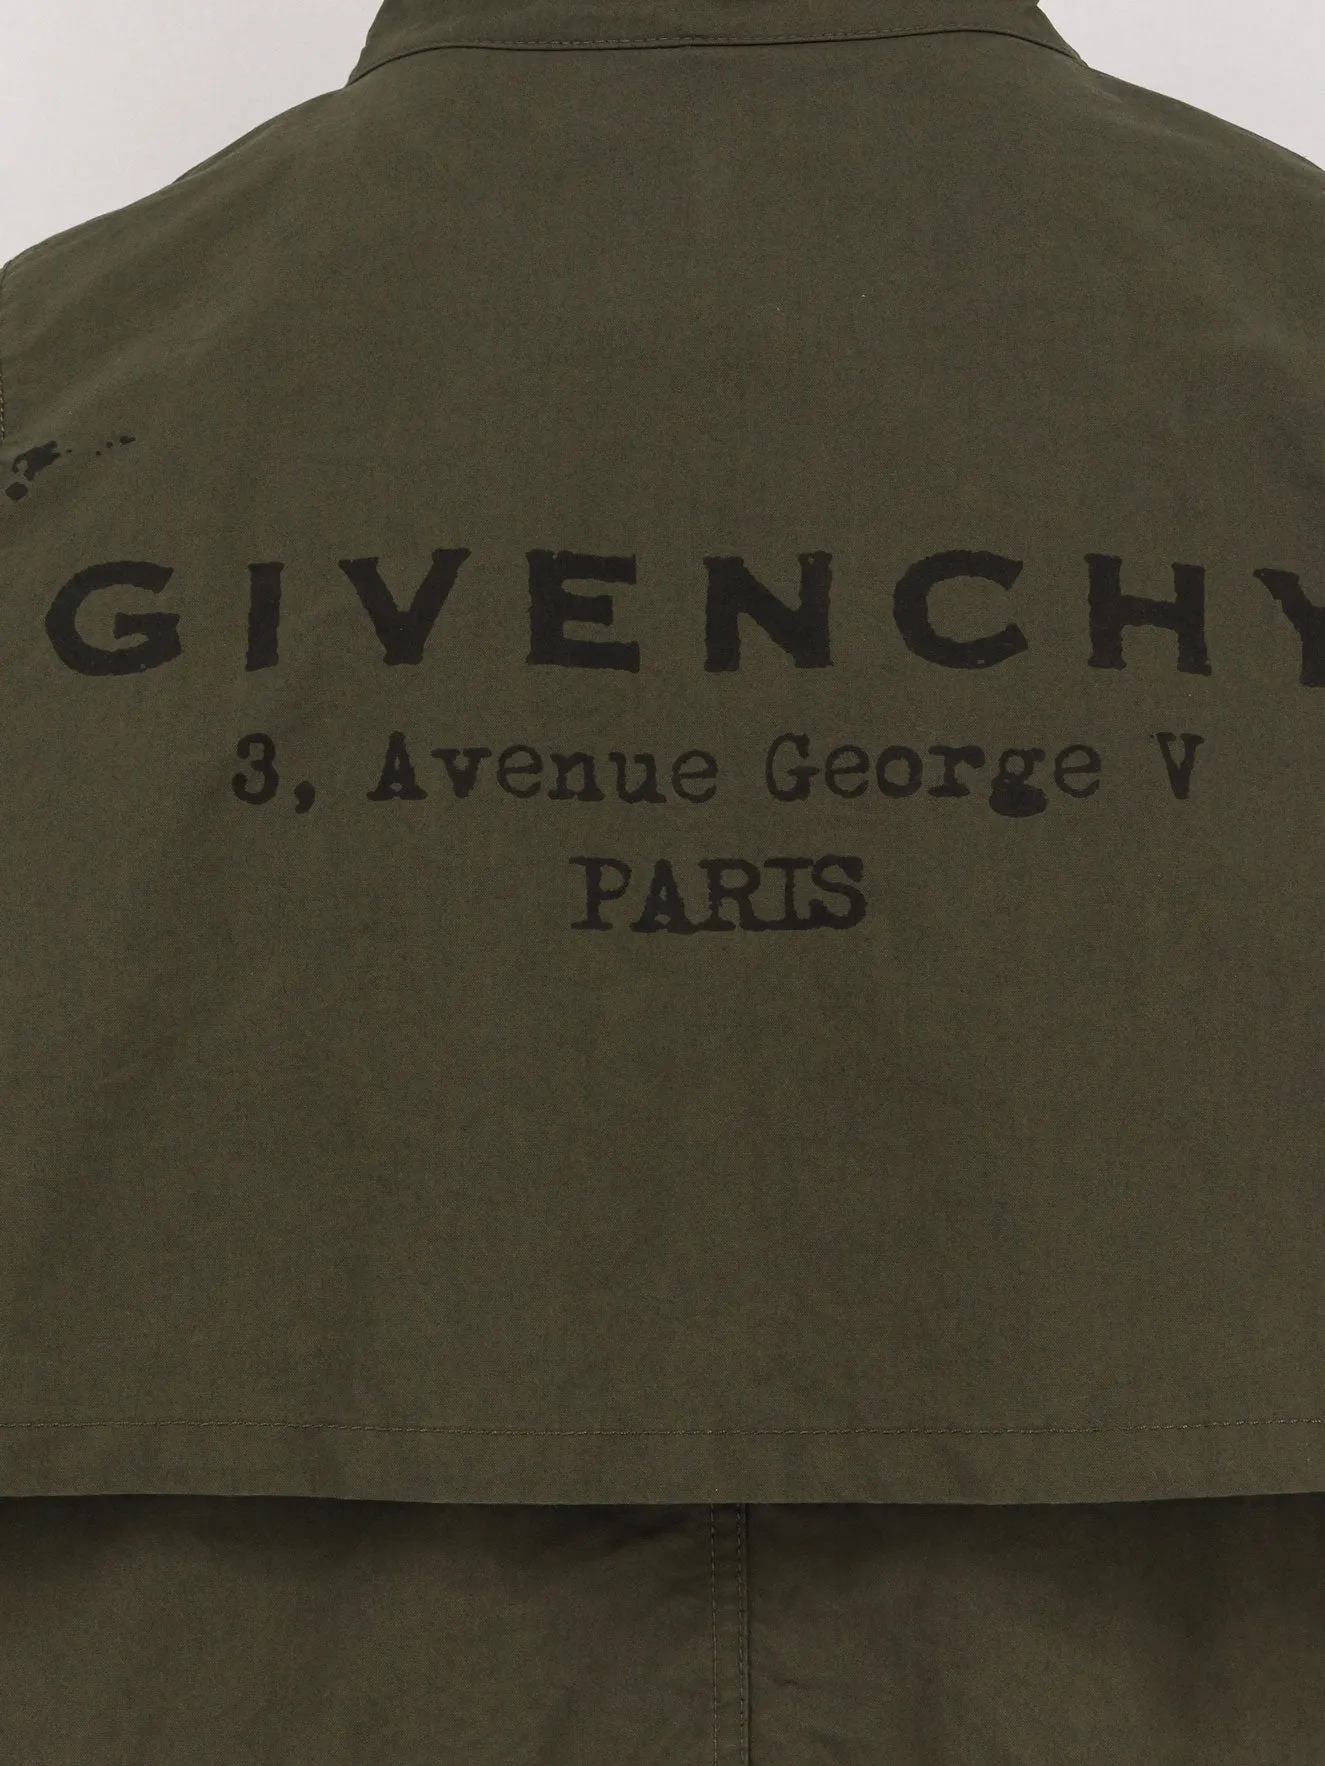 GIVENCHY
3, Avenue George V
PARIS